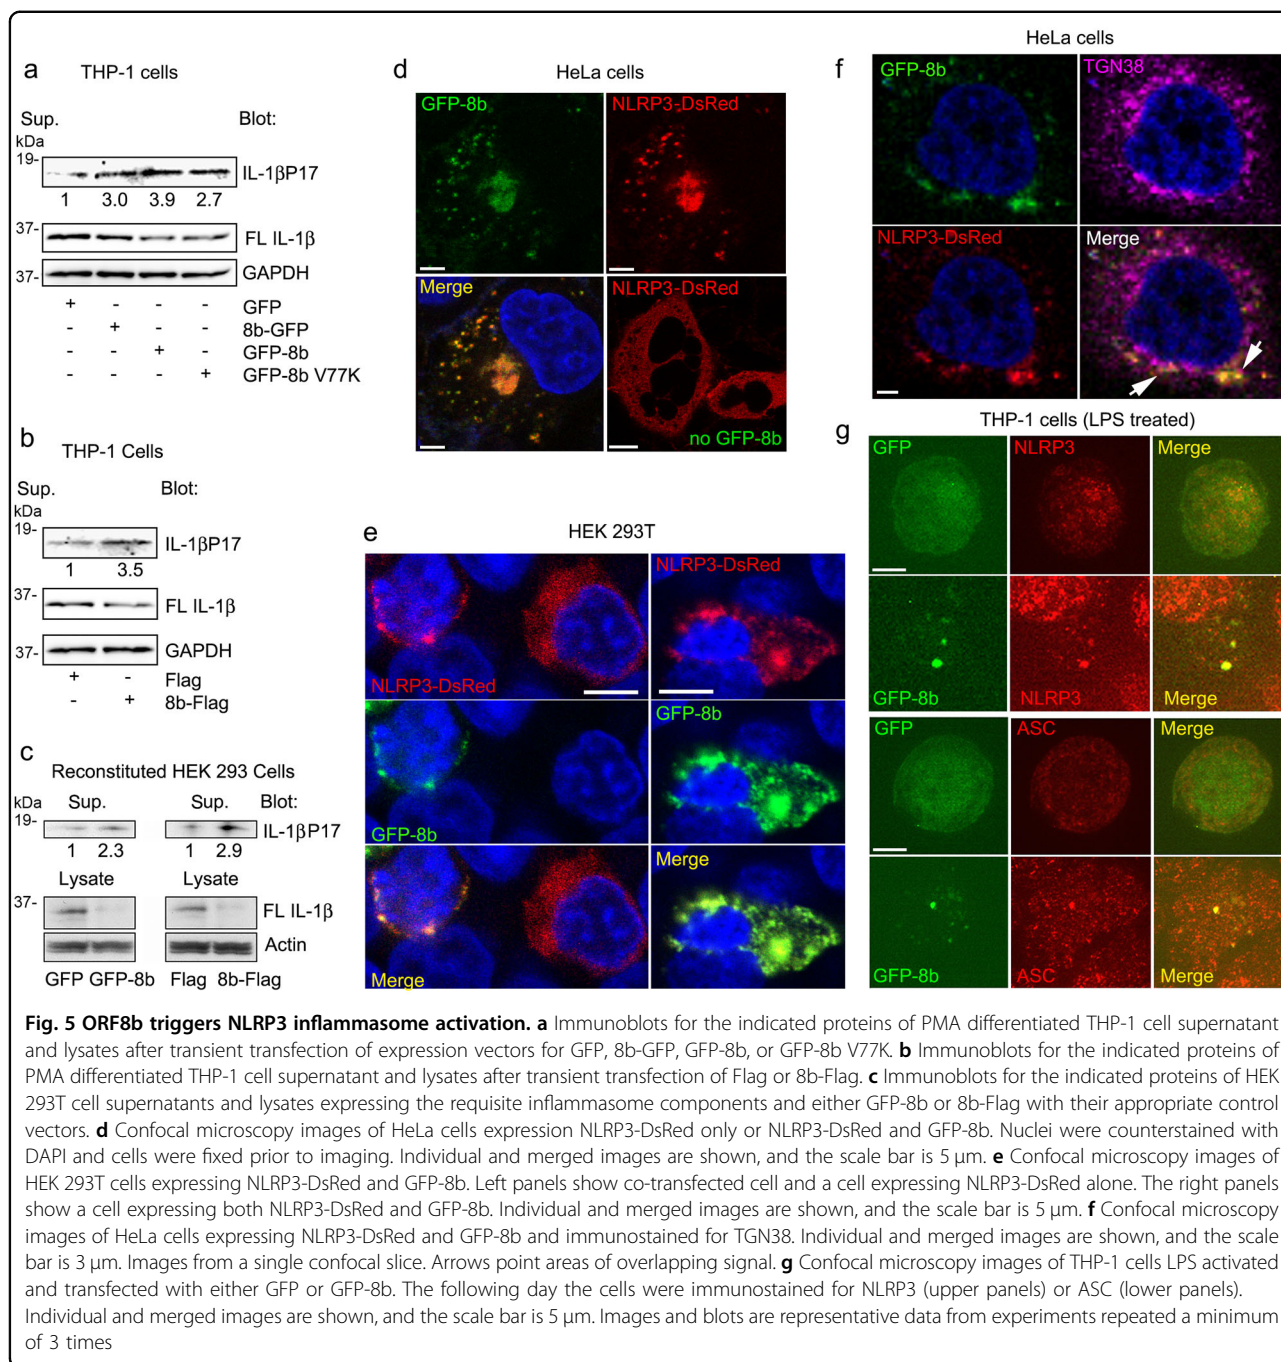 a
THP-1 cells
Sup.
Blot:
kDa
19-
IL-1βP17
1 3.0 3.9 2.7
37-
FL IL-1β
37-
GAPDH
+ - - - GFP
- + - - 8b-GFP
- - + - GFP-8b
- - - + GFP-8b V77K
b
THP-1 Cells
Sup.
Blot:
kDa
19-
IL-1βP17
1 3.5
37-
FL IL-1β
37-
GAPDH
+ - Flag
- + 8b-Flag
c
Reconstituted HEK 293 Cells
kDa Sup. Sup. Blot:
19-
IL-1βP17
1 2.3 1 2.9
Lysate Lysate
37-
FL IL-1β
Actin
GFP GFP-8b Flag 8b-Flag
d
HeLa cells
GFP-8b NLRP3-DsRed
Merge NLRP3-DsRed
no GFP-8b
e
HEK 293T
NLRP3-DsRed
NLRP3-DsRed
GFP-8b
GFP-8b
Merge
Merge
f
HeLa cells
GFP-8b TGN38
NLRP3-DsRed Merge
g
THP-1 cells (LPS treated)
GFP NLRP3 Merge
GFP-8b NLRP3 Merge
GFP ASC Merge
GFP-8b ASC Merge
Fig. 5 ORF8b triggers NLRP3 inflammasome activation. a Immunoblots for the indicated proteins of PMA differentiated THP-1 cell supernatant
and lysates after transient transfection of expression vectors for GFP, 8b-GFP, GFP-8b, or GFP-8b V77K. b Immunoblots for the indicated proteins of
PMA differentiated THP-1 cell supernatant and lysates after transient transfection of Flag or 8b-Flag. c Immunoblots for the indicated proteins of HEK
293T cell supernatants and lysates expressing the requisite inflammasome components and either GFP-8b or 8b-Flag with their appropriate control
vectors. d Confocal microscopy images of HeLa cells expression NLRP3-DsRed only or NLRP3-DsRed and GFP-8b. Nuclei were counterstained with
DAPI and cells were fixed prior to imaging. Individual and merged images are shown, and the scale bar is 5 µm. e Confocal microscopy images of
HEK 293T cells expressing NLRP3-DsRed and GFP-8b. Left panels show co-transfected cell and a cell expressing NLRP3-DsRed alone. The right panels
show a cell expressing both NLRP3-DsRed and GFP-8b. Individual and merged images are shown, and the scale bar is 5 µm. f Confocal microscopy
images of HeLa cells expressing NLRP3-DsRed and GFP-8b and immunostained for TGN38. Individual and merged images are shown, and the scale
bar is 3 µm. Images from a single confocal slice. Arrows point areas of overlapping signal. g Confocal microscopy images of THP-1 cells LPS activated
and transfected with either GFP or GFP-8b. The following day the cells were immunostained for NLRP3 (upper panels) or ASC (lower panels).
Individual and merged images are shown, and the scale bar is 5 µm. Images and blots are representative data from experiments repeated a minimum
of 3 times